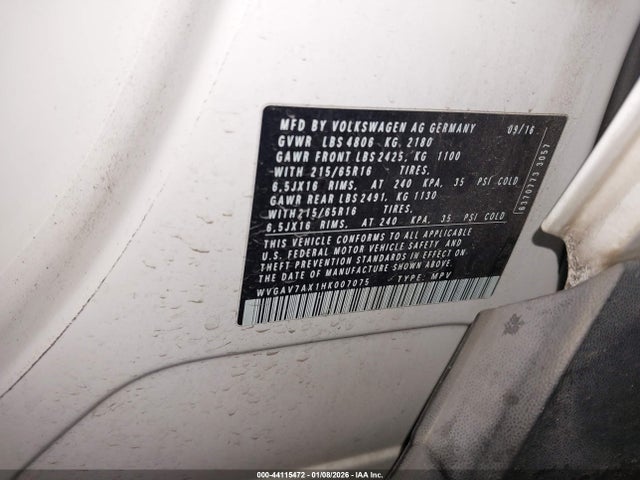 MFD BY VOLKSWAGEN AG GERMANY 09/16
GVWR LBS 4806, KG 2180
GAWR FRONT LBS 2425, KG 1100
WITH 215/65R16 TIRES,
6,5JX16 RIMS, AT 240 KPA, 35 PSI COLD
GAWR REAR LBS 2491, KG 1130
WITH 215/65R16 TIRES,
6,5JX16 RIMS, AT 240 KPA, 35 PSI COLD
THIS VEHICLE CONFORMS TO ALL APPLICABLE
U.S. FEDERAL MOTOR VEHICLE SAFETY AND
THEFT PREVENTION STANDARDS IN EFFECT ON
THE DATE OF MANUFACTURE SHOWN ABOVE
WVGAV7AX1HK007075 TYPE: MPV
6370773 3057
000-44115472 | 01/08/2026 | IAA Inc.